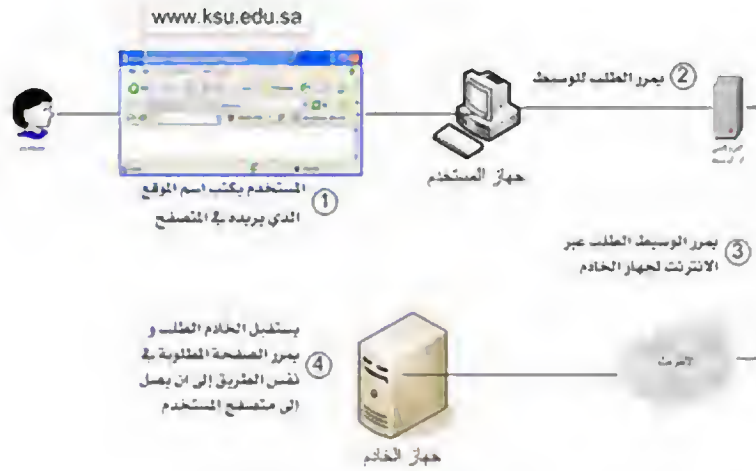 www.ksu.edu.sa
② يمرر الطلب للوسيط
جهاز المستخدم
① المستخدم يكتب اسم الموقع
الذي يريده في المتصفح
③ يمرر الوسيط الطلب عبر
الانترنت لجهاز الخادم
④ يستقبل الخادم الطلب و
يمرر الصفحة المطلوبة في
نفس الطريق إلى ان يصل
إلى متصفح المستخدم
الانترنت
جهاز الخادم